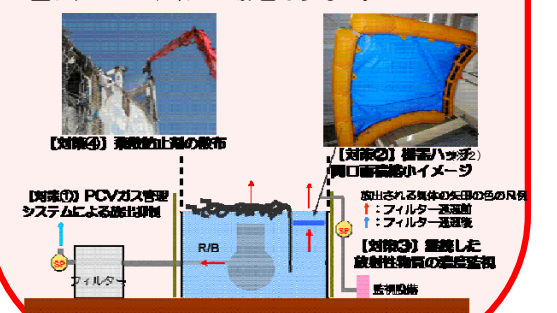 【対策④】飛散防止剤の散布
【対策②】機器ハッチ※2)
開口面積縮小イメージ
【対策①】PCVガス管理
システムによる放出抑制
放出される気体の矢印の色の凡例
：フィルター通過前
：フィルター通過後
SP
R/B
SP
フィルター
【対策③】
放射性物質の濃度監視
監視設備